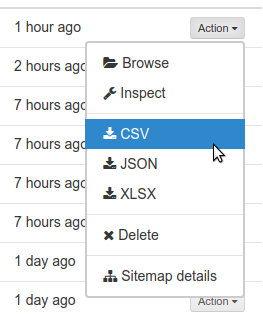 1 hour ago Action
2 hours ago
Browse
7 hours ago
Inspect
7 hours ago
CSV
7 hours ago
JSON
7 hours ago
XLSX
Delete
1 day ago
Sitemap details
1 day ago Action